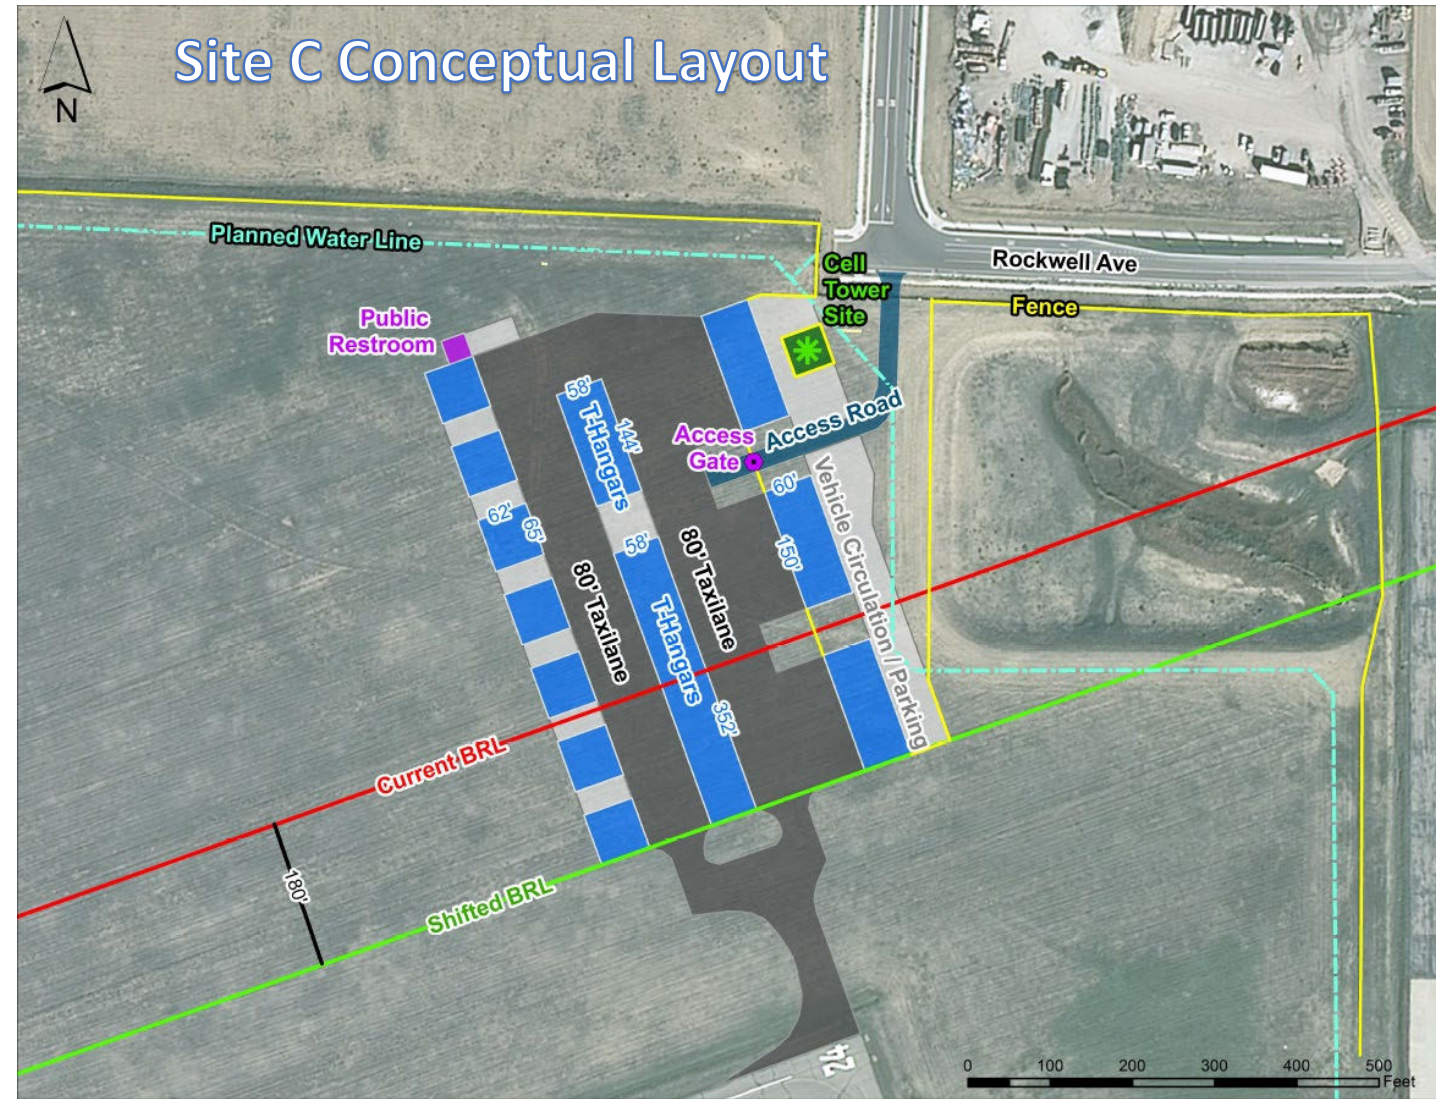 Site C Conceptual Layout
N
Planned Water Line
Rockwell Ave
Cell
Tower
Site
Fence
Public
Restroom
58'
T-Hangars
144'
Access Road
Access
Gate
62'
65'
58'
60'
150'
80' Taxilane
80' Taxilane
T-Hangars
352'
Vehicle Circulation / Parking
Current BRL
180'
Shifted BRL
24
0 100 200 300 400 500
Feet